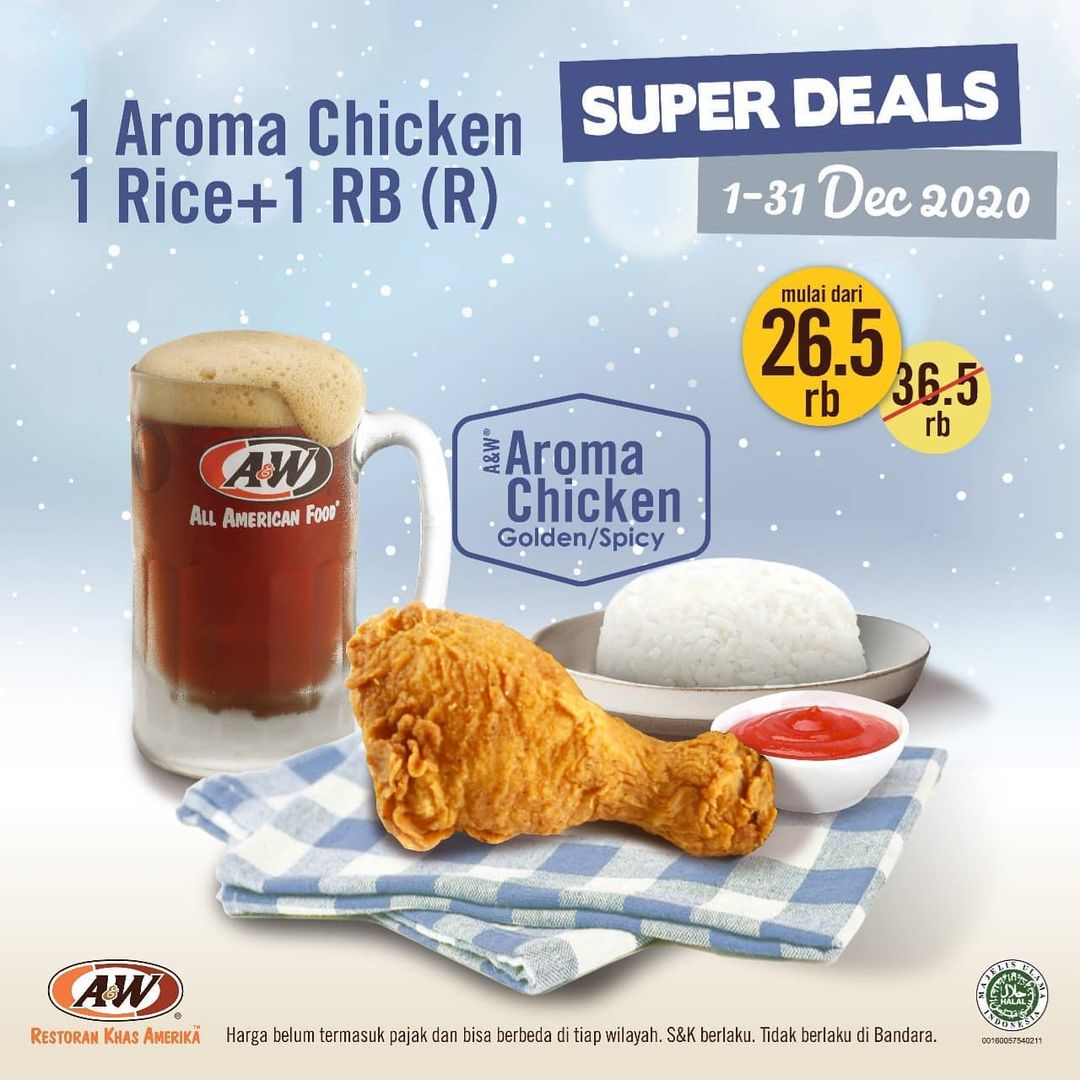 1 Aroma Chicken
1 Rice+1 RB (R)
SUPER DEALS
1-31 Dec 2020
mulai dari
26.5
rb
36.5
rb
A&W
ALL AMERICAN FOOD®
A&W® Aroma
Chicken
Golden/Spicy
A&W®
RESTORAN KHAS AMERIKA™
Harga belum termasuk pajak dan bisa berbeda di tiap wilayah. S&K berlaku. Tidak berlaku di Bandara.
MAJELIS ULAMA
HALAL
INDONESIA
00160057540211